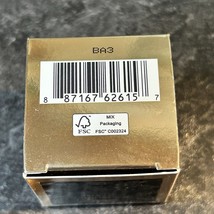 BA3
8 87167 62615 7
FSC
MIX
Packaging
FSC® C002324